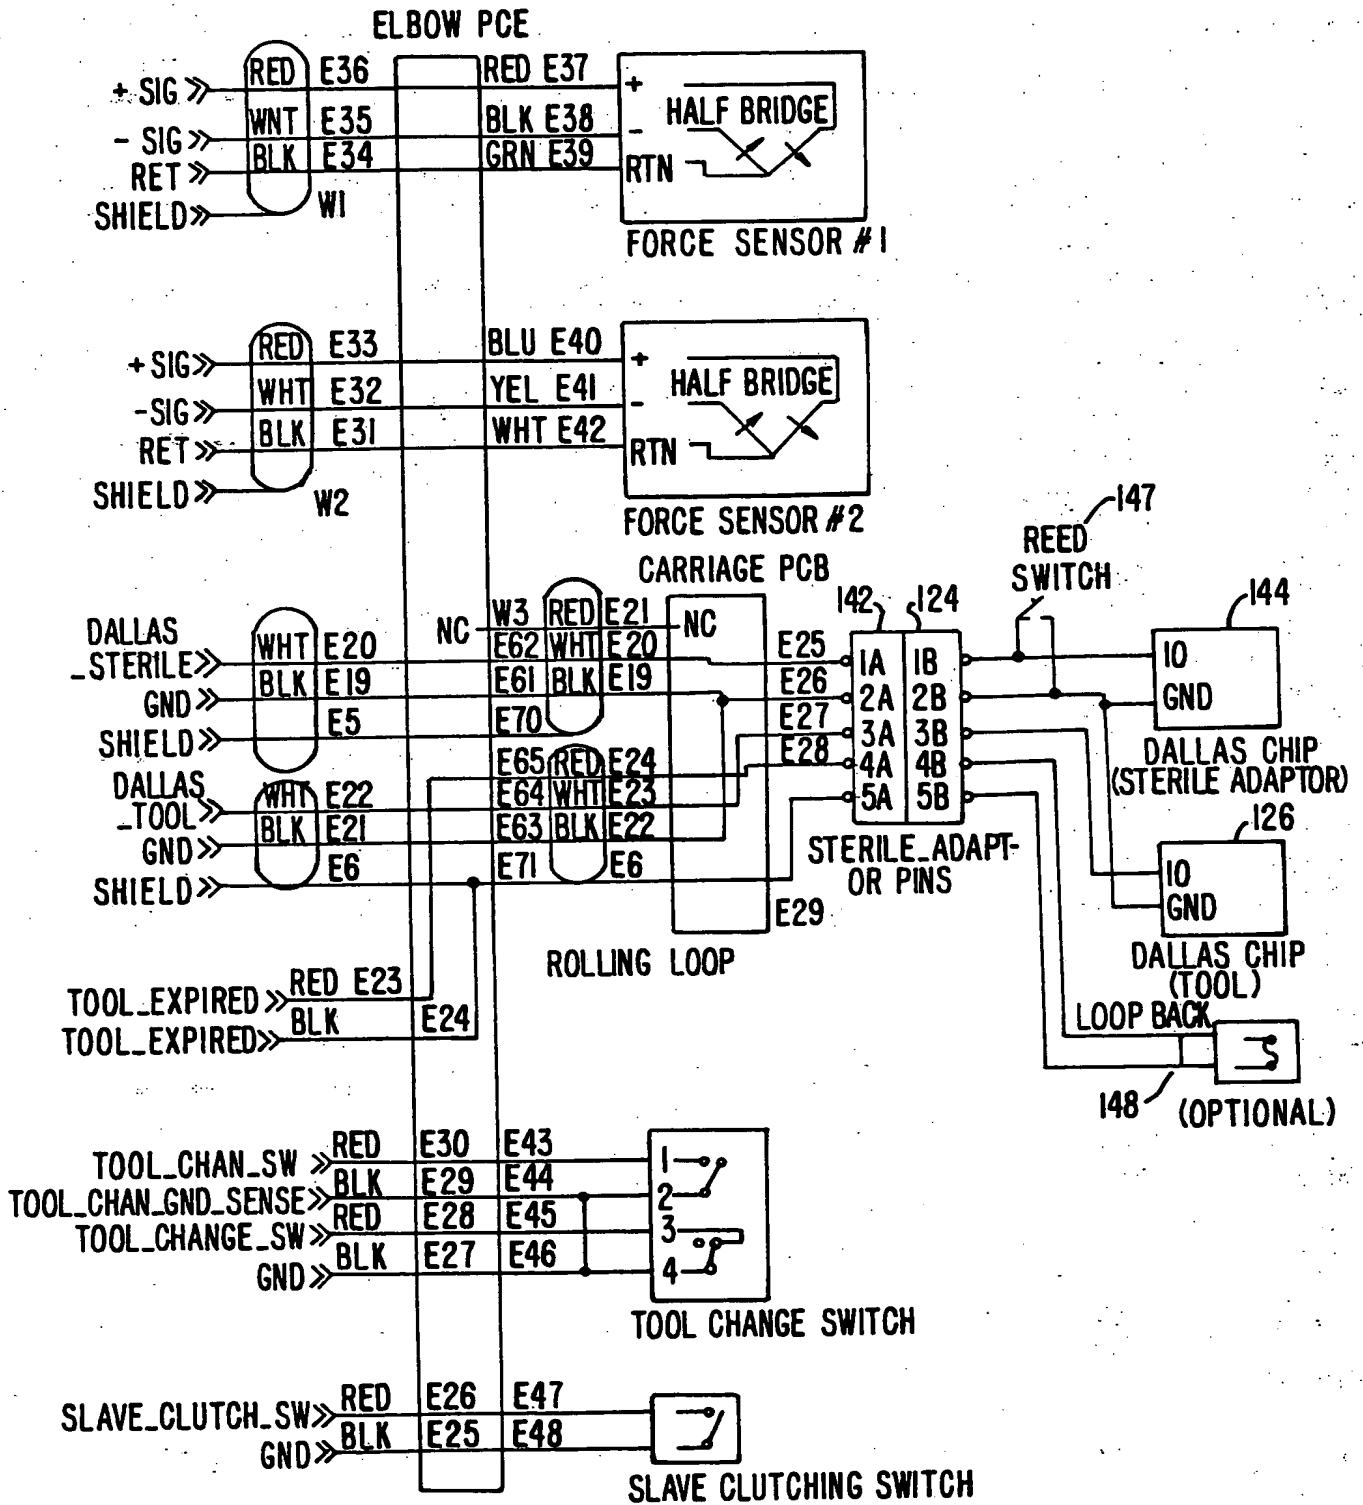 ELBOW PCE
+ SIG RED E36 RED E37 +
HALF BRIDGE
- SIG WNT E35 BLK E38 -
RET BLK E34 GRN E39 RTN
SHIELD W1
FORCE SENSOR #1
+ SIG RED E33 BLU E40 +
HALF BRIDGE
-SIG WHT E32 YEL E41 -
RET BLK E31 WHT E42 RTN
SHIELD W2
FORCE SENSOR #2
147
REED
SWITCH
CARRIAGE PCB
142 124 144
DALLAS
_STERILE WHT E20
NC W3 RED E21 NC
E62 WHT E20 E25 1A 1B IO
GND BLK E19 E61 BLK E19 E26 2A 2B GND
SHIELD E5 E70 E27 3A 3B
DALLAS CHIP
(STERILE ADAPTOR)
E65 RED E24 E28 4A 4B
DALLAS
_TOOL WHT E22 E64 WHT E23 5A 5B
126
GND BLK E21 E63 BLK E22
STERILE_ADAPT-
OR PINS
SHIELD E6 E71 E6
IO
GND
E29
DALLAS CHIP
(TOOL)
ROLLING LOOP
TOOL_EXPIRED RED E23
TOOL_EXPIRED BLK E24
LOOP BACK
148
(OPTIONAL)
TOOL_CHAN_SW RED E30 E43 1
TOOL_CHAN_GND_SENSE BLK E29 E44 2
TOOL_CHANGE_SW RED E28 E45 3
GND BLK E27 E46 4
TOOL CHANGE SWITCH
SLAVE_CLUTCH_SW RED E26 E47
GND BLK E25 E48
SLAVE CLUTCHING SWITCH